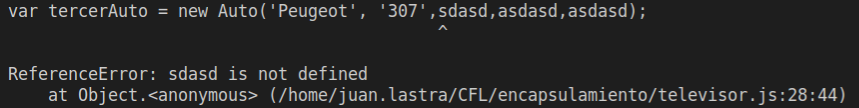 var tercerAuto = new Auto('Peugeot', '307',sdasd,asdasd,asdasd);
^
ReferenceError: sdasd is not defined
at Object.<anonymous> (/home/juan.lastra/CFL/encapsulamiento/televisor.js:28:44)